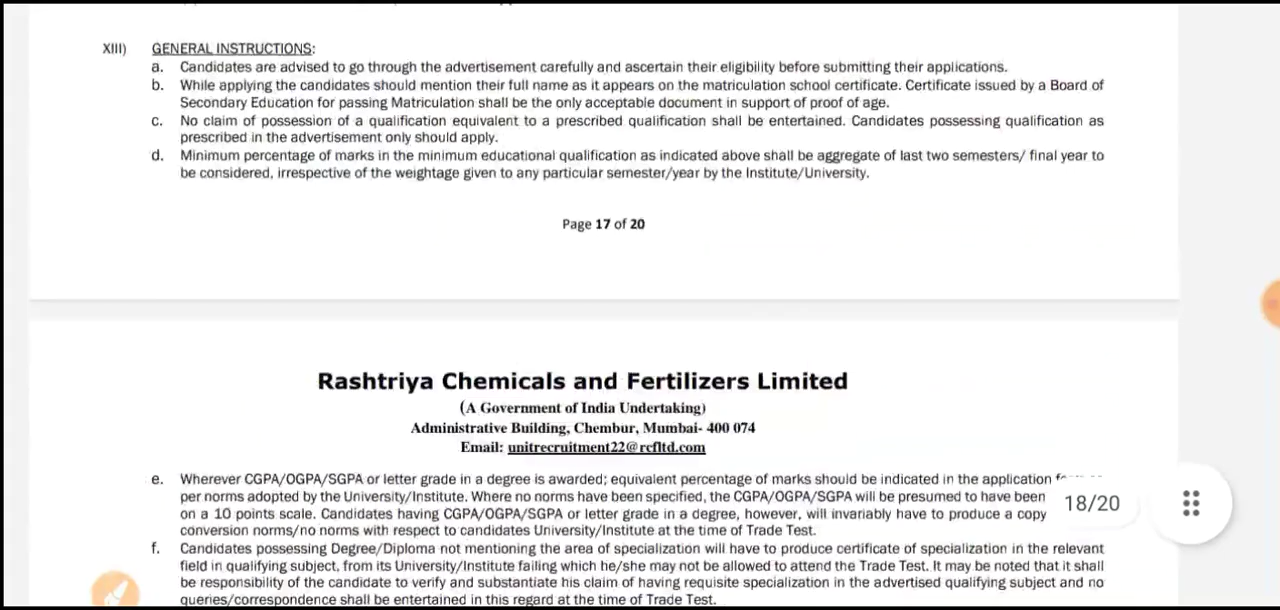 XIII) GENERAL INSTRUCTIONS:
a. Candidates are advised to go through the advertisement carefully and ascertain their eligibility before submitting their applications.
b. While applying the candidates should mention their full name as it appears on the matriculation school certificate. Certificate issued by a Board of
Secondary Education for passing Matriculation shall be the only acceptable document in support of proof of age.
c. No claim of possession of a qualification equivalent to a prescribed qualification shall be entertained. Candidates possessing qualification as
prescribed in the advertisement only should apply.
d. Minimum percentage of marks in the minimum educational qualification as indicated above shall be aggregate of last two semesters/ final year to
be considered, irrespective of the weightage given to any particular semester/year by the Institute/University.
Page 17 of 20
Rashtriya Chemicals and Fertilizers Limited
(A Government of India Undertaking)
Administrative Building, Chembur, Mumbai- 400 074
Email: unitrecruitment22@rcfltd.com
e. Wherever CGPA/OGPA/SGPA or letter grade in a degree is awarded; equivalent percentage of marks should be indicated in the application
per norms adopted by the University/Institute. Where no norms have been specified, the CGPA/OGPA/SGPA will be presumed to have been
on a 10 points scale. Candidates having CGPA/OGPA/SGPA or letter grade in a degree, however, will invariably have to produce a copy
18/20
conversion norms/no norms with respect to candidates University/Institute at the time of Trade Test.
f. Candidates possessing Degree/Diploma not mentioning the area of specialization will have to produce certificate of specialization in the relevant
field in qualifying subject, from its University/Institute failing which he/she may not be allowed to attend the Trade Test. It may be noted that it shall
be responsibility of the candidate to verify and substantiate his claim of having requisite specialization in the advertised qualifying subject and no
queries/correspondence shall be entertained in this regard at the time of Trade Test.